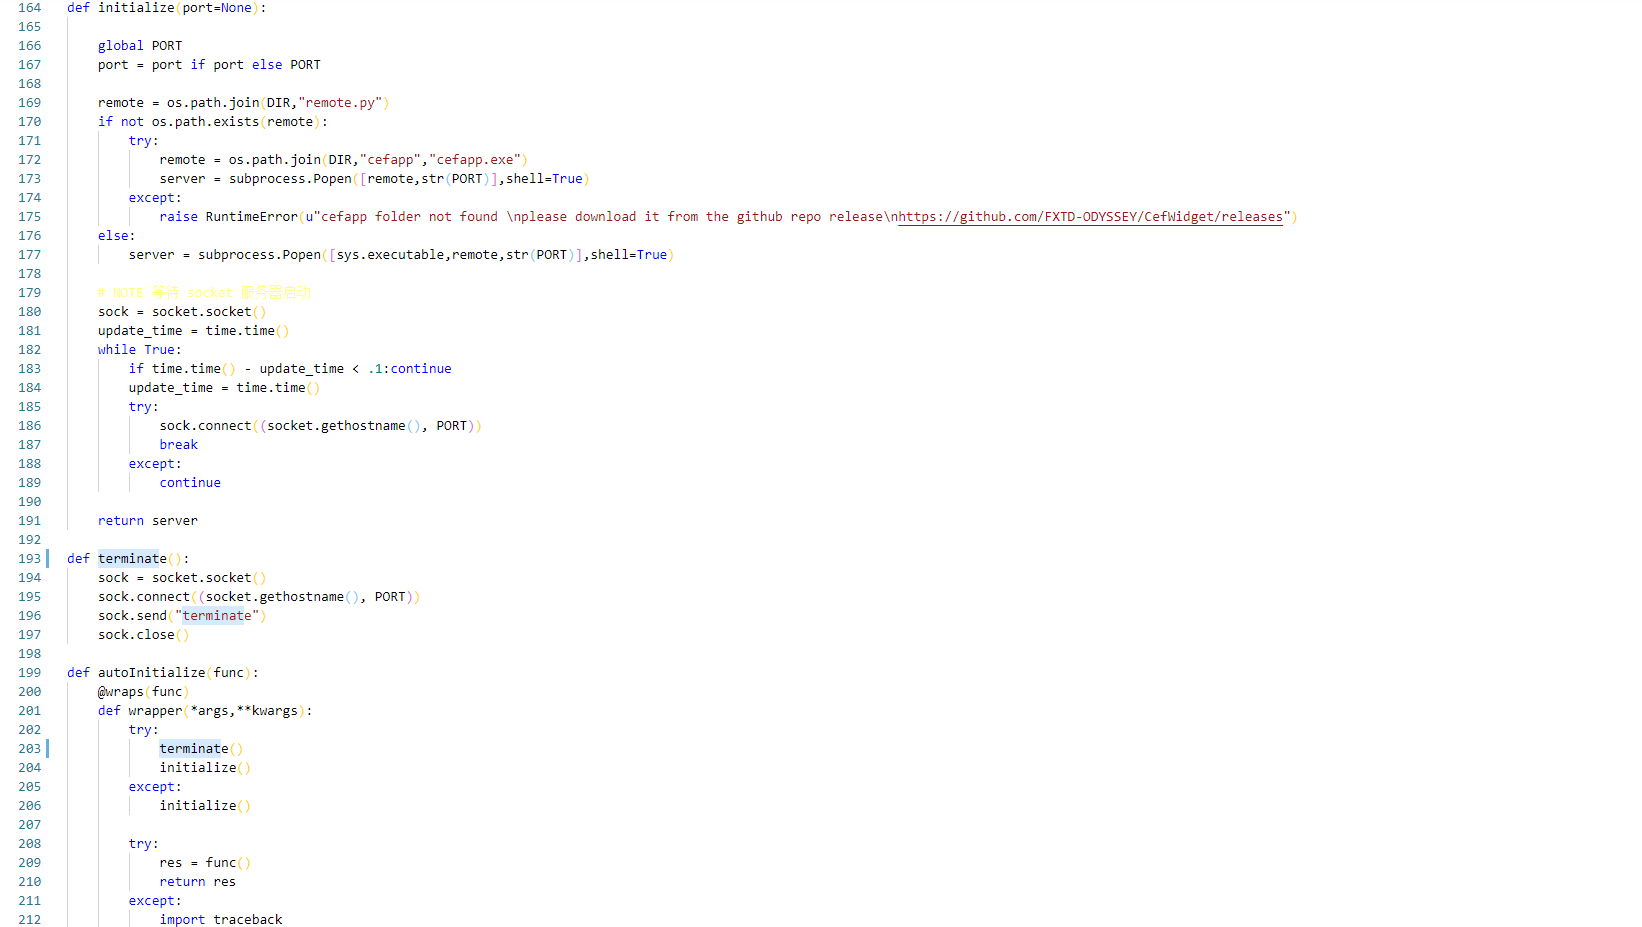 164 def initialize(port=None):
165
166     global PORT
167     port = port if port else PORT
168
169     remote = os.path.join(DIR,"remote.py")
170     if not os.path.exists(remote):
171         try:
172             remote = os.path.join(DIR,"cefapp","cefapp.exe")
173             server = subprocess.Popen([remote,str(PORT)],shell=True)
174         except:
175             raise RuntimeError(u"cefapp folder not found \nplease download it from the github repo release\nhttps://github.com/FXTD-ODYSSEY/CefWidget/releases")
176     else:
177         server = subprocess.Popen([sys.executable,remote,str(PORT)],shell=True)
178
179     # NOTE 等待 socket 服务器启动
180     sock = socket.socket()
181     update_time = time.time()
182     while True:
183         if time.time() - update_time < .1:continue
184         update_time = time.time()
185         try:
186             sock.connect((socket.gethostname(), PORT))
187             break
188         except:
189             continue
190
191     return server
192
193 def terminate():
194     sock = socket.socket()
195     sock.connect((socket.gethostname(), PORT))
196     sock.send("terminate")
197     sock.close()
198
199 def autoInitialize(func):
200     @wraps(func)
201     def wrapper(*args,**kwargs):
202         try:
203             terminate()
204             initialize()
205         except:
206             initialize()
207
208         try:
209             res = func()
210             return res
211         except:
212             import traceback